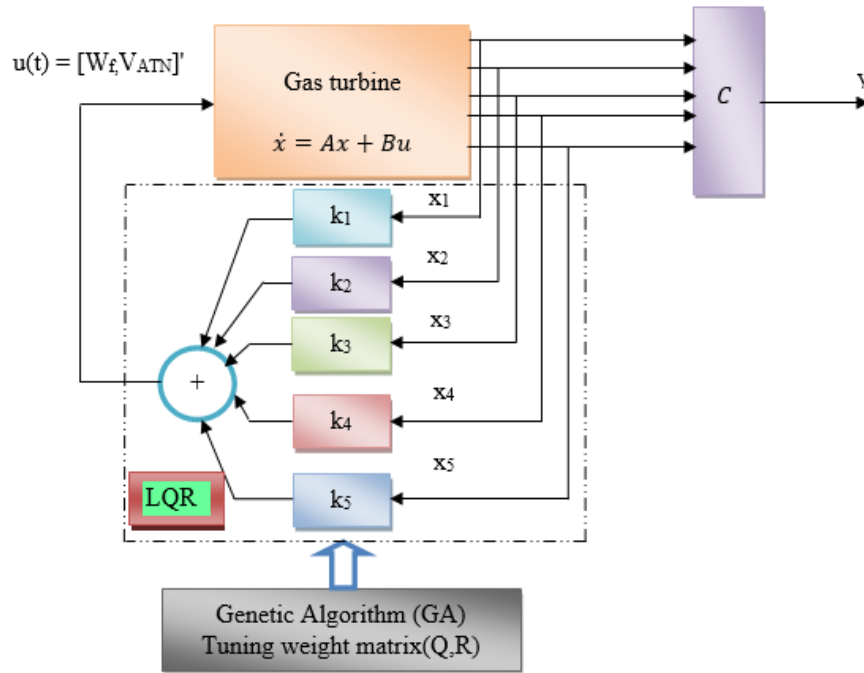 u(t) = [Wf,VATN]'
Gas turbine
ẋ = Ax + Bu
C
Y
k1
x1
k2
x2
k3
x3
+
k4
x4
k5
x5
LQR
Genetic Algorithm (GA)
Tuning weight matrix(Q,R)